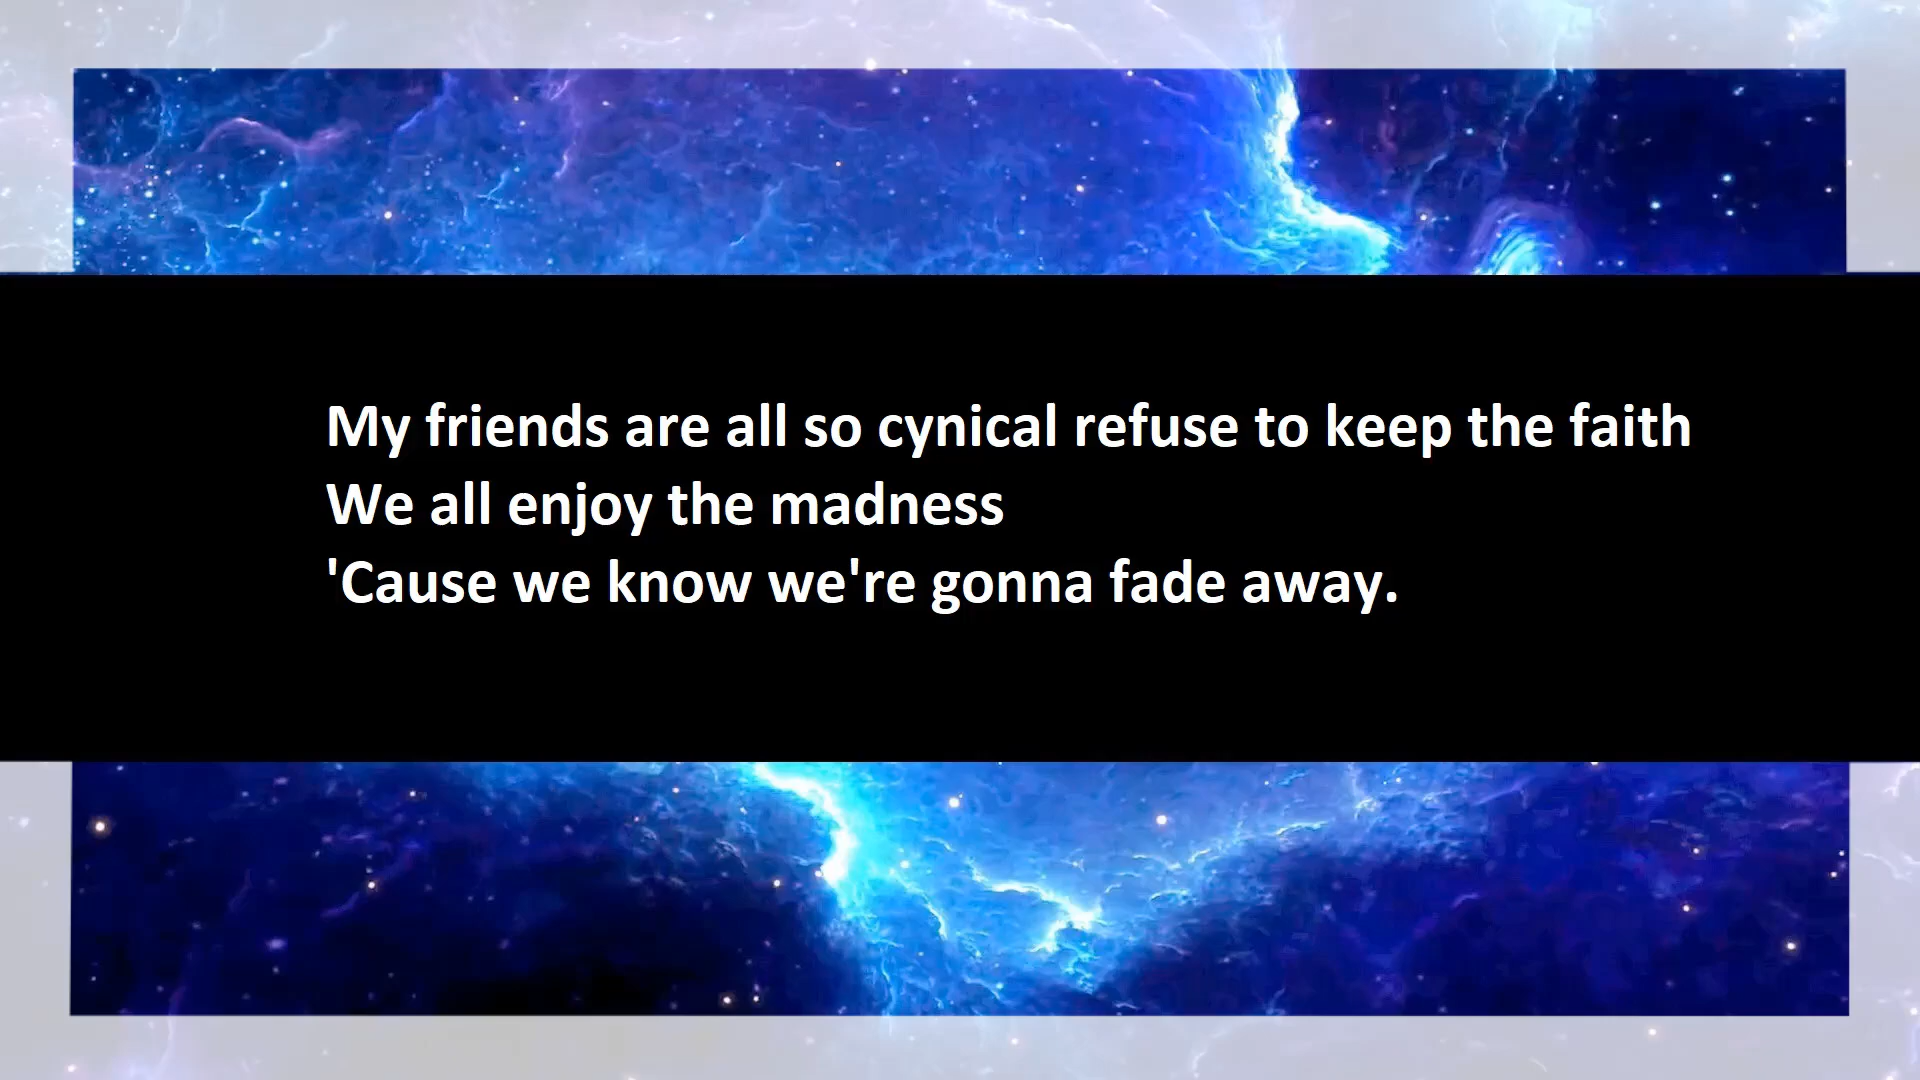 My friends are all so cynical refuse to keep the faith
We all enjoy the madness
'Cause we know we're gonna fade away.